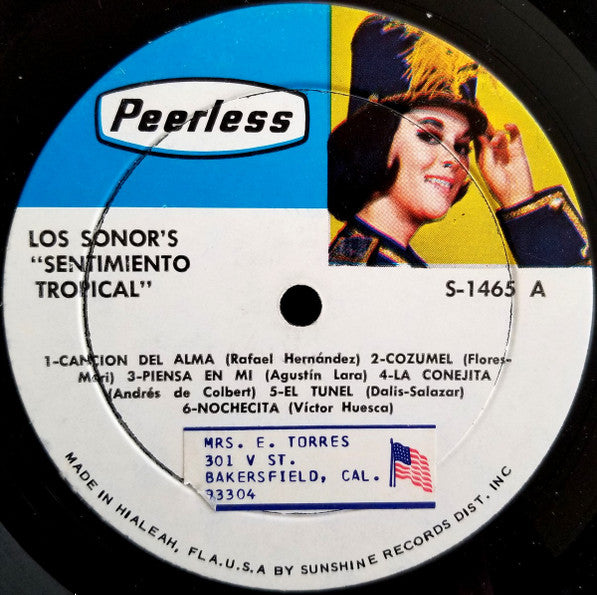 Peerless
LOS SONOR'S
"SENTIMIENTO
TROPICAL"
S-1465 A
1-CANCION DEL ALMA (Rafael Hernández) 2-COZUMEL (Flores-
Mori) 3-PIENSA EN MI (Agustín Lara) 4-LA CONEJITA
(Andrés de Colbert) 5-EL TUNEL (Dalis-Salazar)
6-NOCHECITA (Víctor Huesca)
MRS. E. TORRES
301 V ST.
BAKERSFIELD, CAL.
93304
MADE IN HIALEAH, FLA.U.S.A BY SUNSHINE RECORDS DIST. INC